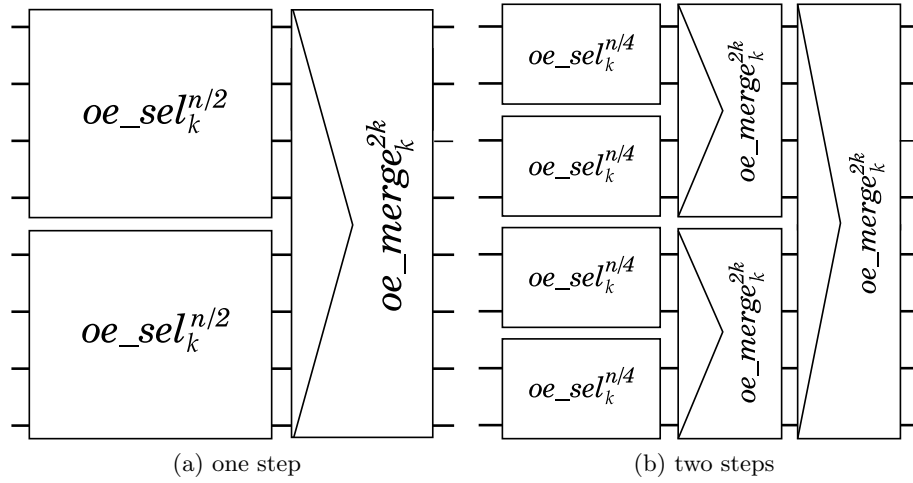 oe_sel_k^{n/2}
oe_sel_k^{n/2}
oe_merge_k^{2k}
(a) one step
oe_sel_k^{n/4}
oe_sel_k^{n/4}
oe_sel_k^{n/4}
oe_sel_k^{n/4}
oe_merge_k^{2k}
oe_merge_k^{2k}
oe_merge_k^{2k}
(b) two steps